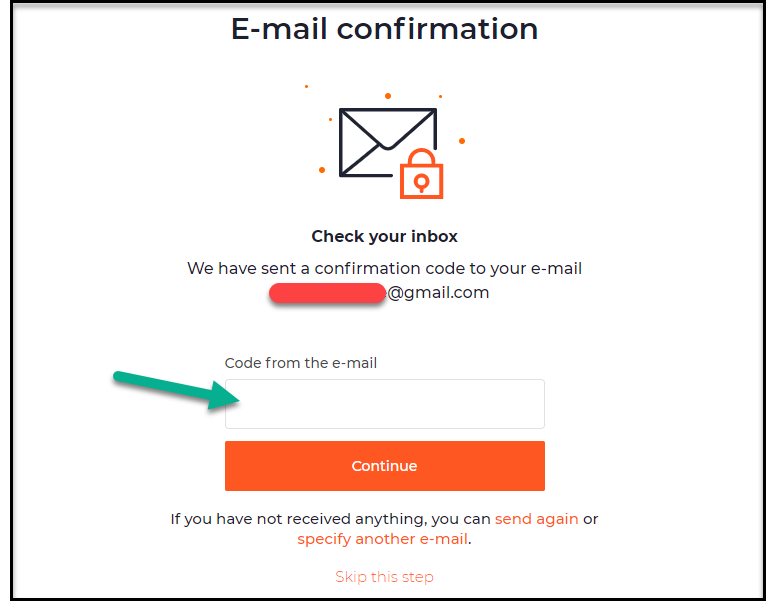 E-mail confirmation
Check your inbox
We have sent a confirmation code to your e-mail
@gmail.com
Code from the e-mail
Continue
If you have not received anything, you can send again or
specify another e-mail.
Skip this step